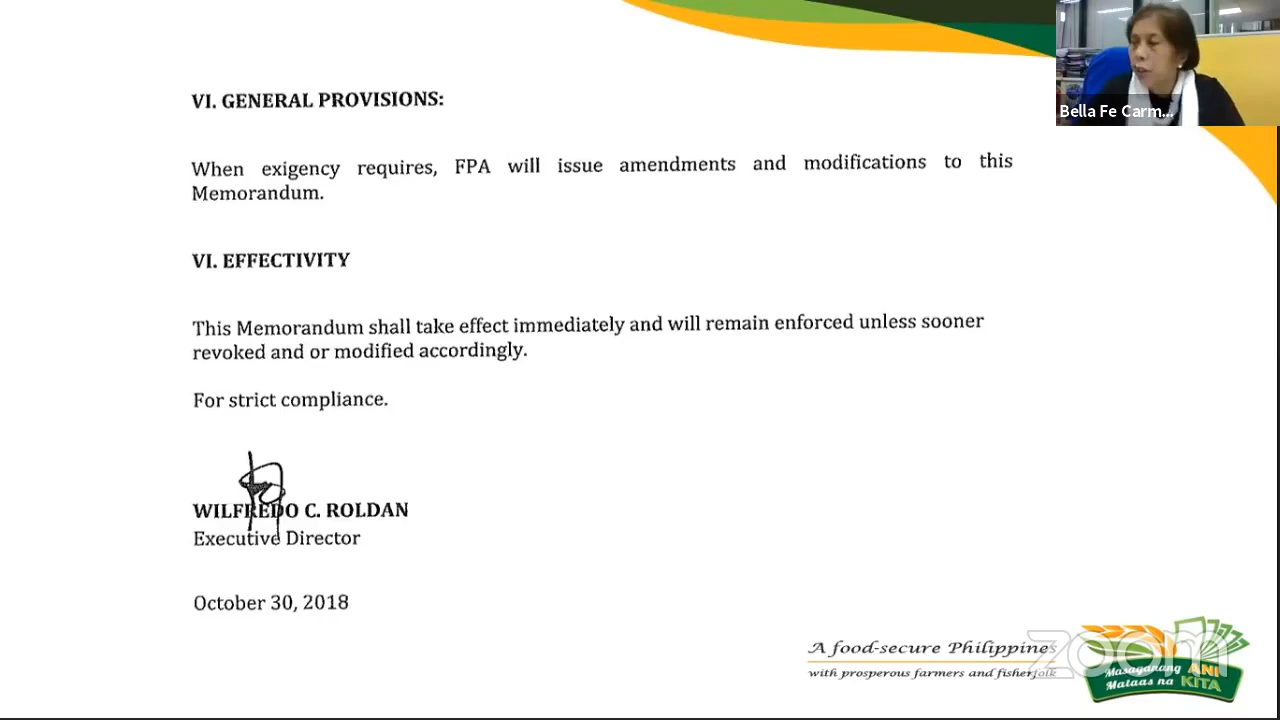 VI. GENERAL PROVISIONS:
When exigency requires, FPA will issue amendments and modifications to this
Memorandum.
VI. EFFECTIVITY
This Memorandum shall take effect immediately and will remain enforced unless sooner
revoked and or modified accordingly.
For strict compliance.
WILFREDO C. ROLDAN
Executive Director
October 30, 2018
Bella Fe Carm...
A food-secure Philippines
with prosperous farmers and fisherfolk
zoom
Masaganang ANI
Mataas na KITA